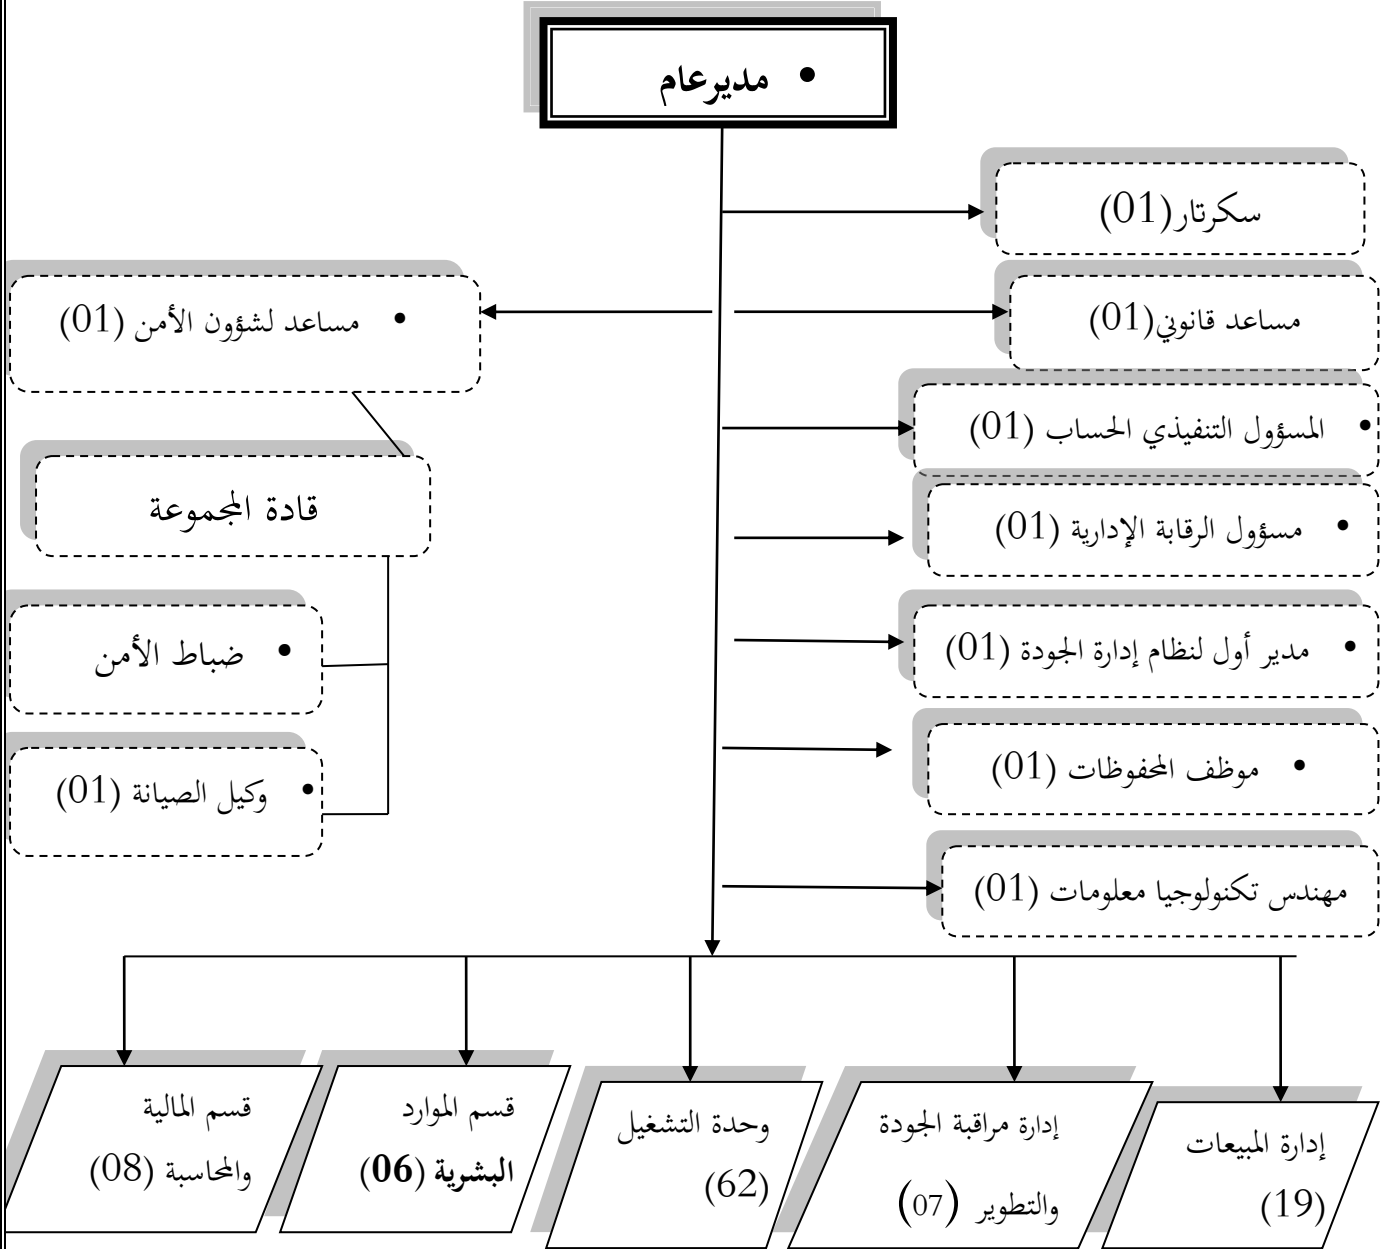 • مديرعام
سكرتار(01)
مساعد قانوني(01)
• مساعد لشؤون الأمن (01)
• المسؤول التنفيذي الحساب (01)
قادة المجموعة
• مسؤول الرقابة الإدارية (01)
• ضباط الأمن
• مدير أول لنظام إدارة الجودة (01)
• وكيل الصيانة (01)
• موظف المحفوظات (01)
مهندس تكنولوجيا معلومات (01)
إدارة المبيعات
(19)
إدارة مراقبة الجودة
والتطوير (07)
وحدة التشغيل
(62)
قسم الموارد
البشرية (06)
قسم المالية
والمحاسبة (08)